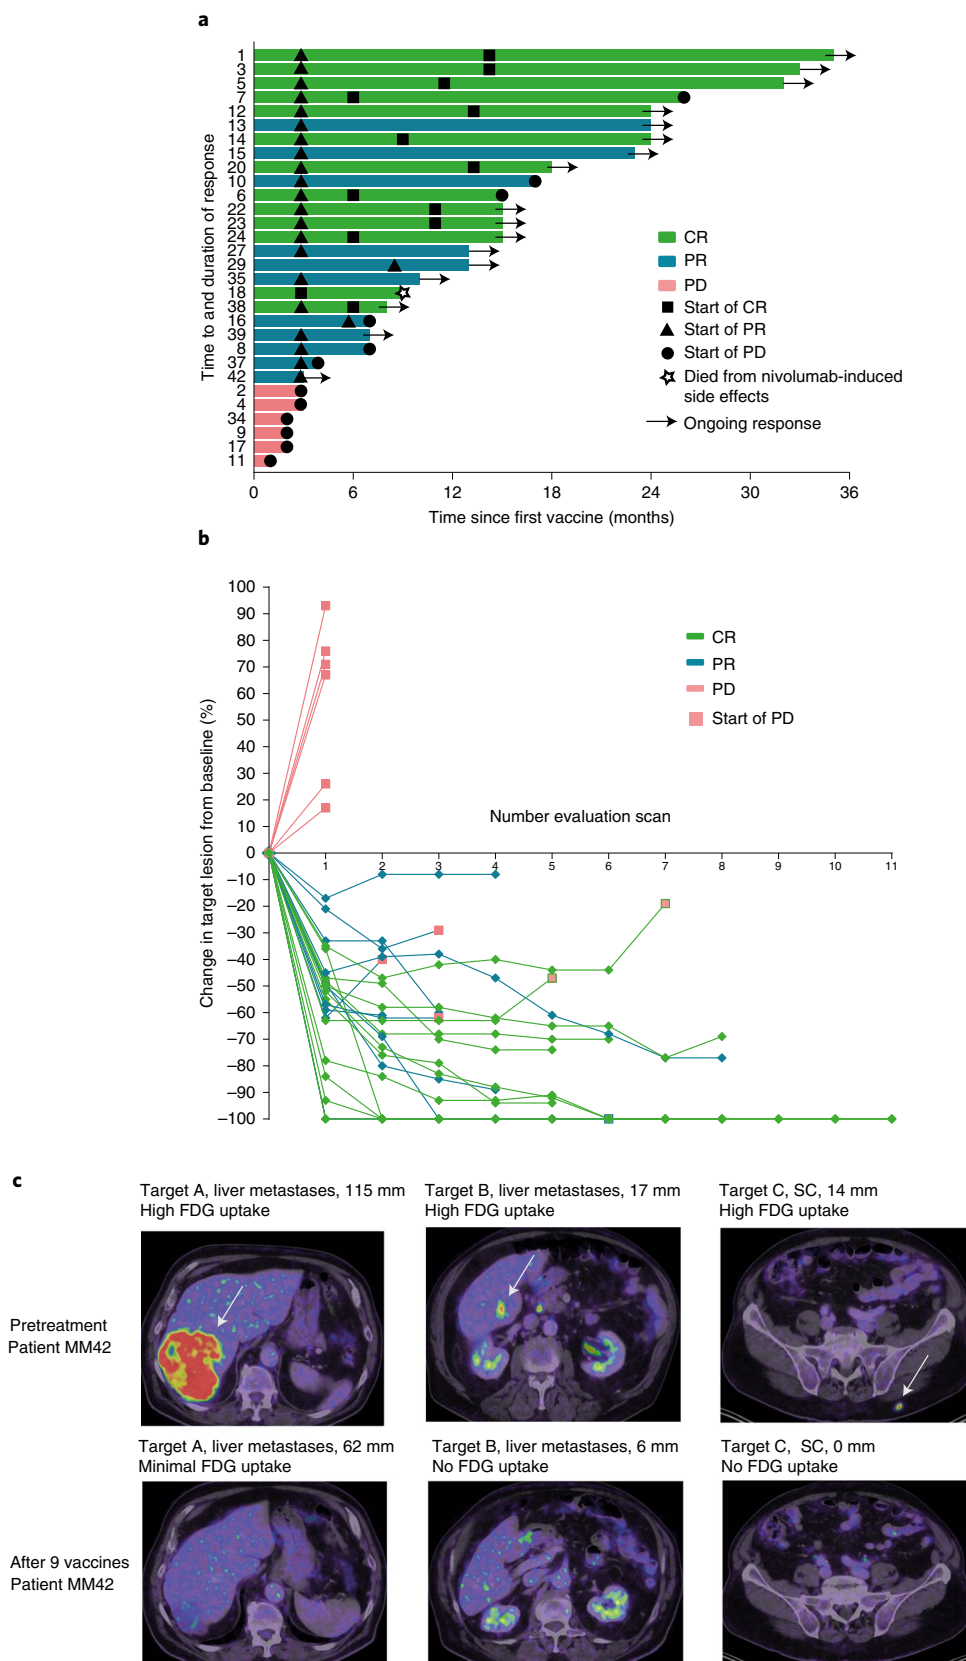 a
Time to and duration of response
1
3
5
7
12
13
14
15
20
10
6
22
23
24
27
29
35
18
38
16
39
8
37
42
2
4
34
9
17
11
CR
PR
PD
Start of CR
Start of PR
Start of PD
Died from nivolumab-induced
side effects
Ongoing response
0 6 12 18 24 30 36
Time since first vaccine (months)
b
Change in target lesion from baseline (%)
100
90
80
70
60
50
40
30
20
10
0
−10
−20
−30
−40
−50
−60
−70
−80
−90
−100
CR
PR
PD
Start of PD
Number evaluation scan
1 2 3 4 5 6 7 8 9 10 11
c
Target A, liver metastases, 115 mm
High FDG uptake
Target B, liver metastases, 17 mm
High FDG uptake
Target C, SC, 14 mm
High FDG uptake
Pretreatment
Patient MM42
Target A, liver metastases, 62 mm
Minimal FDG uptake
Target B, liver metastases, 6 mm
No FDG uptake
Target C, SC, 0 mm
No FDG uptake
After 9 vaccines
Patient MM42